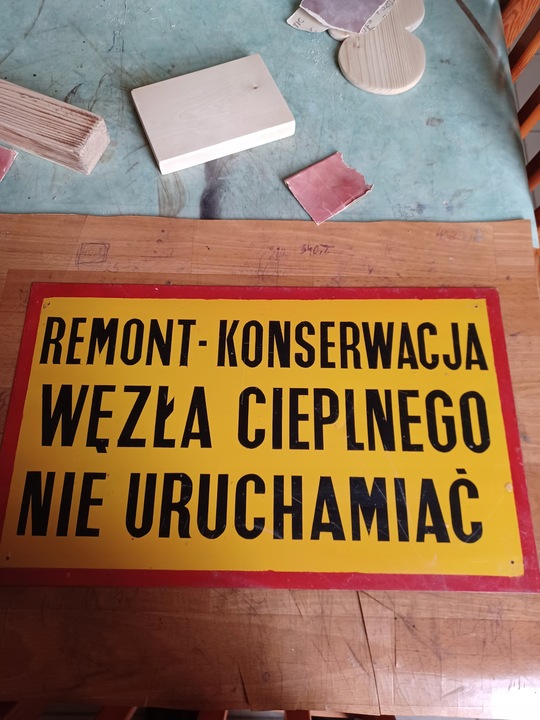 REMONT-KONSERWACJA
WĘZŁA CIEPLNEGO
NIE URUCHAMIAĆ